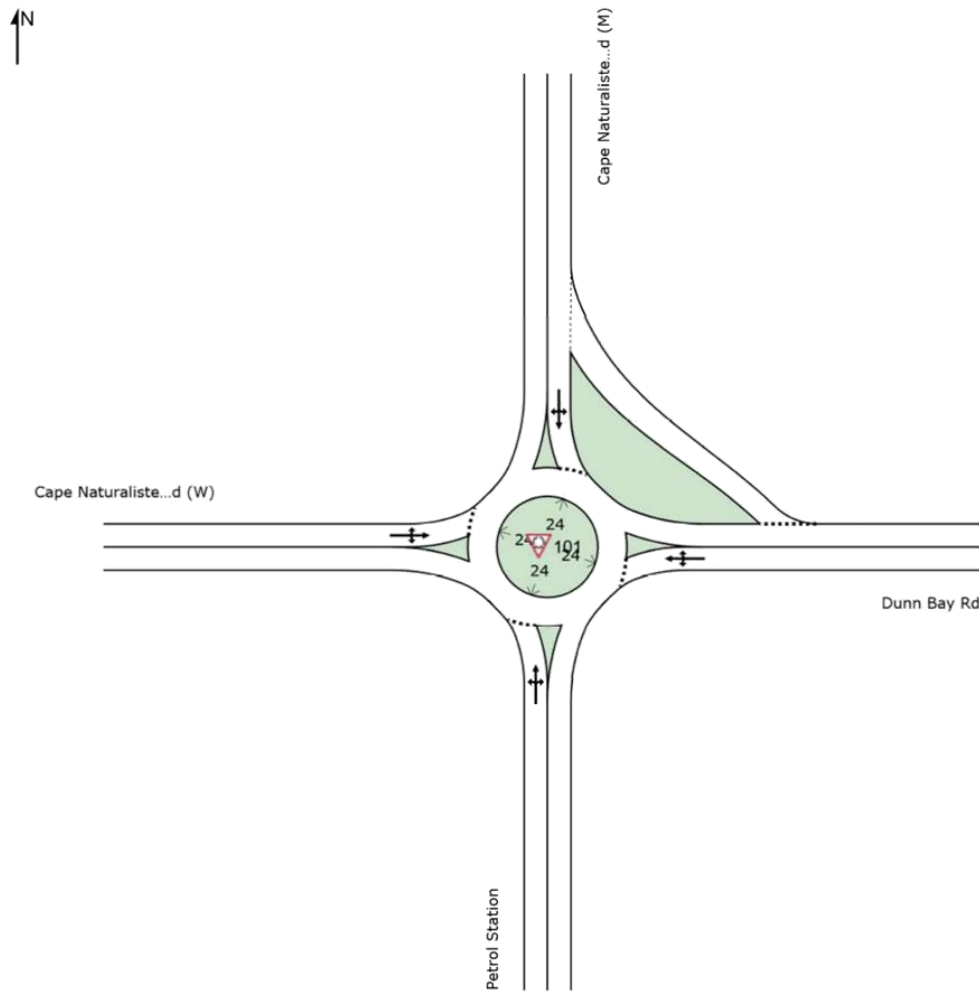 N
Cape Naturaliste...d (M)
Cape Naturaliste...d (W)
24
24
101
24
24
Dunn Bay Rd
Petrol Station